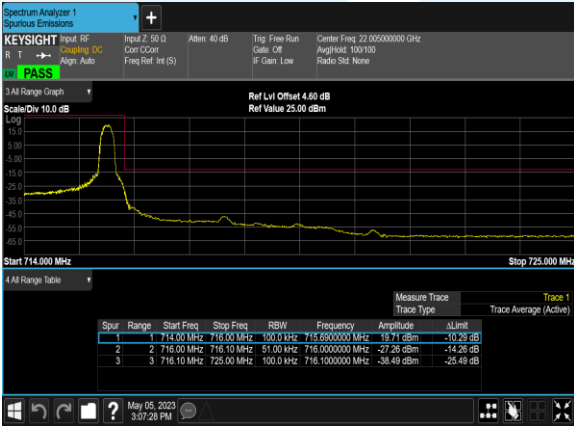 Spectrum Analyzer 1
Spurious Emissions
KEYSIGHT Input: RF Input Z: 50 Ω Atten: 40 dB Trig: Free Run Center Freq: 22.005000000 GHz
R T Coupling: DC Corr CCorr Gate: Off Avg|Hold: 100/100
Align: Auto Freq Ref: Int (S) IF Gain: Low Radio Std: None
PASS
3 All Range Graph
Ref Lvl Offset 4.60 dB
Scale/Div 10.0 dB Ref Value 25.00 dBm
Log
15.0
5.00
-5.00
-15.0
-25.0
-35.0
-45.0
-55.0
-65.0
Start 714.000 MHz Stop 725.000 MHz
4 All Range Table
Measure Trace Trace 1
Trace Type Trace Average (Active)
Spur Range Start Freq Stop Freq RBW Frequency Amplitude ΔLimit
1 1 714.00 MHz 716.00 MHz 100.0 kHz 715.6900000 MHz 19.71 dBm -10.29 dB
2 2 716.00 MHz 716.10 MHz 51.00 kHz 716.0000000 MHz -27.26 dBm -14.26 dB
3 3 716.10 MHz 725.00 MHz 100.0 kHz 716.1000000 MHz -38.49 dBm -25.49 dB
May 05, 2023
3:07:28 PM